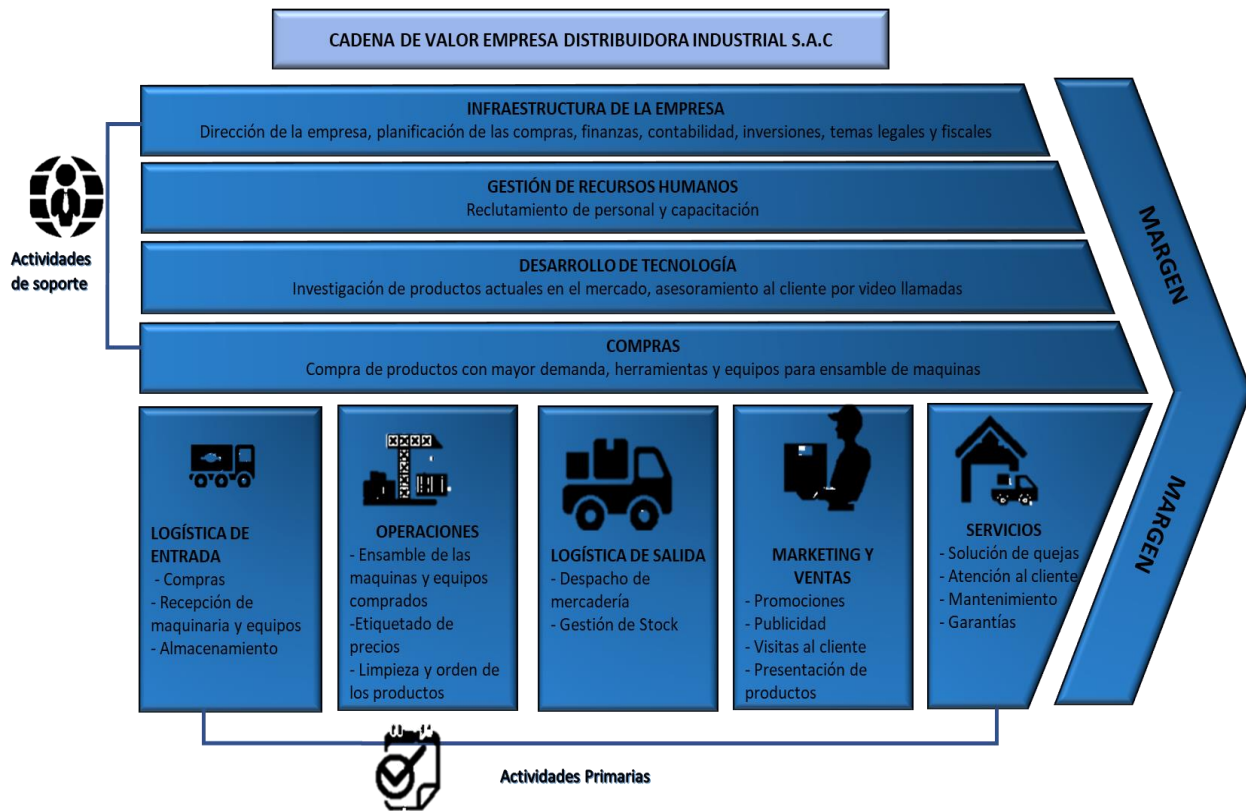 CADENA DE VALOR EMPRESA DISTRIBUIDORA INDUSTRIAL S.A.C
INFRAESTRUCTURA DE LA EMPRESA
Dirección de la empresa, planificación de las compras, finanzas, contabilidad, inversiones, temas legales y fiscales
GESTIÓN DE RECURSOS HUMANOS
Reclutamiento de personal y capacitación
DESARROLLO DE TECNOLOGÍA
Investigación de productos actuales en el mercado, asesoramiento al cliente por video llamadas
COMPRAS
Compra de productos con mayor demanda, herramientas y equipos para ensamble de maquinas
Actividades
de soporte
MARGEN
MARGEN
LOGÍSTICA DE
ENTRADA
- Compras
- Recepción de
maquinaria y equipos
- Almacenamiento
OPERACIONES
- Ensamble de las
maquinas y equipos
comprados
-Etiquetado de
precios
- Limpieza y orden de
los productos
LOGÍSTICA DE SALIDA
- Despacho de
mercadería
- Gestión de Stock
MARKETING Y
VENTAS
- Promociones
- Publicidad
- Visitas al cliente
- Presentación de
productos
SERVICIOS
- Solución de quejas
- Atención al cliente
- Mantenimiento
- Garantías
Actividades Primarias